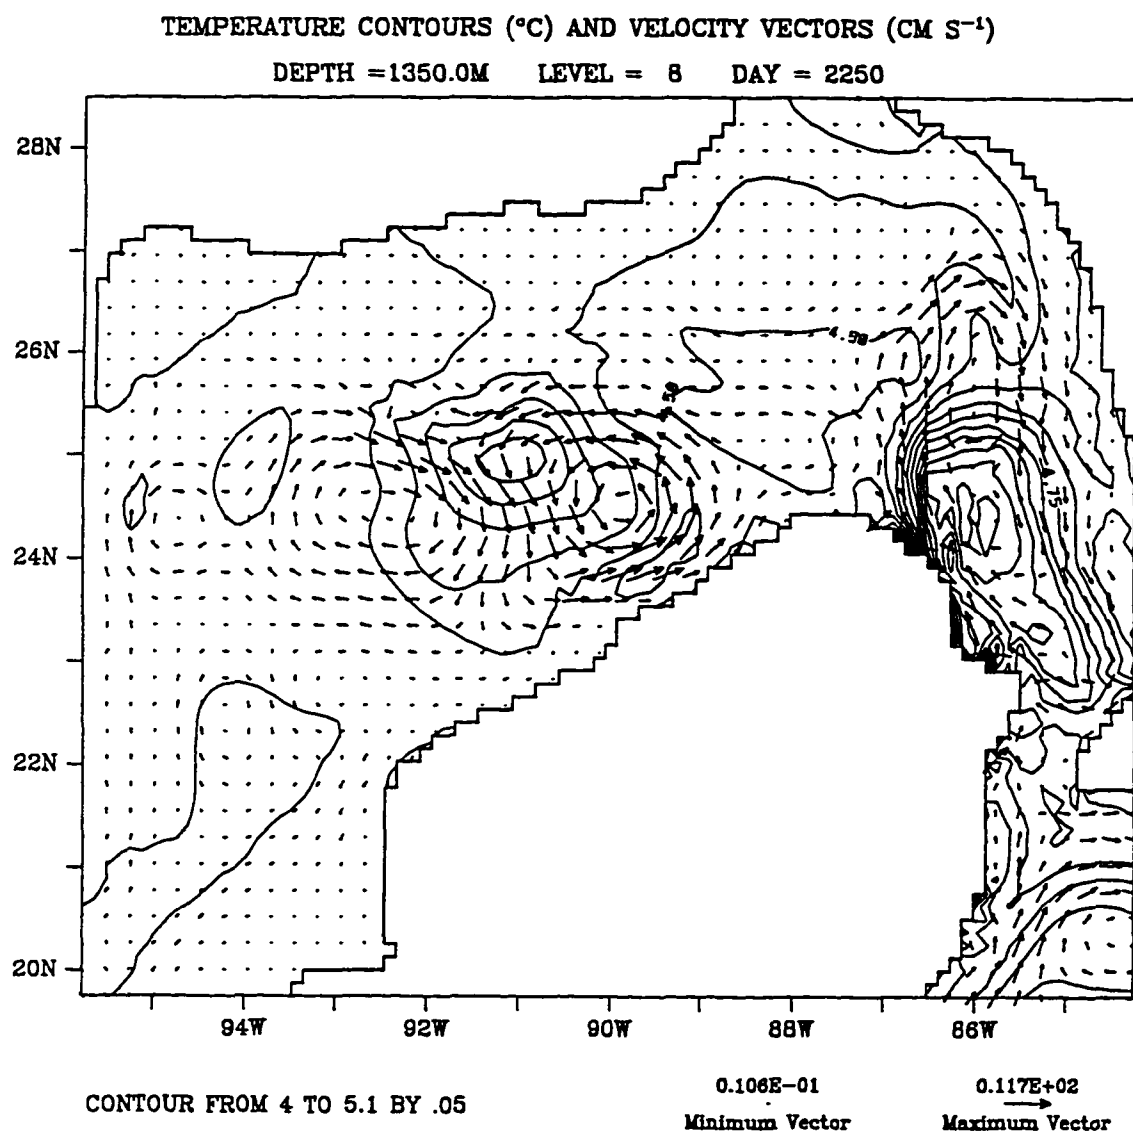 TEMPERATURE CONTOURS (°C) AND VELOCITY VECTORS (CM S⁻¹)
DEPTH =1350.0M LEVEL = 8 DAY = 2250
28N
26N
24N
22N
20N
4.90
4.75
94W
92W
90W
88W
86W
CONTOUR FROM 4 TO 5.1 BY .05
0.106E-01
Minimum Vector
0.117E+02
Maximum Vector